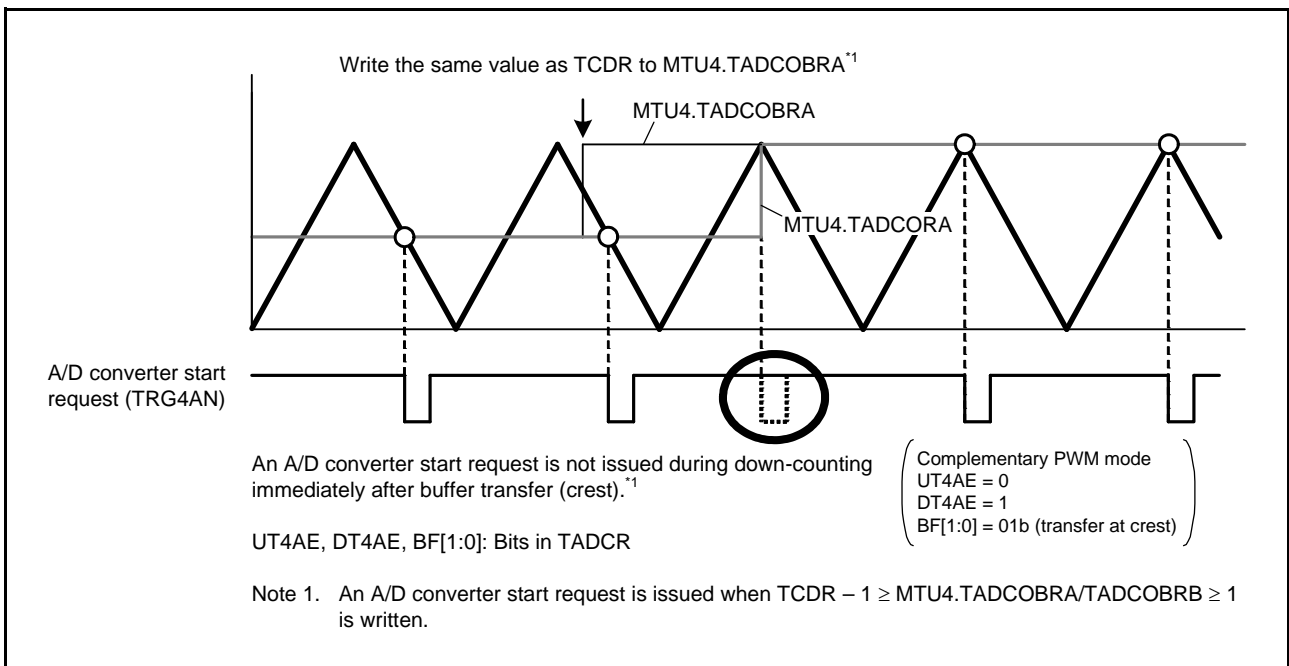 Write the same value as TCDR to MTU4.TADCOBRA*1
MTU4.TADCOBRA
MTU4.TADCORA
A/D converter start
request (TRG4AN)
An A/D converter start request is not issued during down-counting
immediately after buffer transfer (crest).*1
Complementary PWM mode
UT4AE = 0
DT4AE = 1
BF[1:0] = 01b (transfer at crest)
UT4AE, DT4AE, BF[1:0]: Bits in TADCR
Note 1. An A/D converter start request is issued when TCDR – 1 ≥ MTU4.TADCOBRA/TADCOBRB ≥ 1
is written.